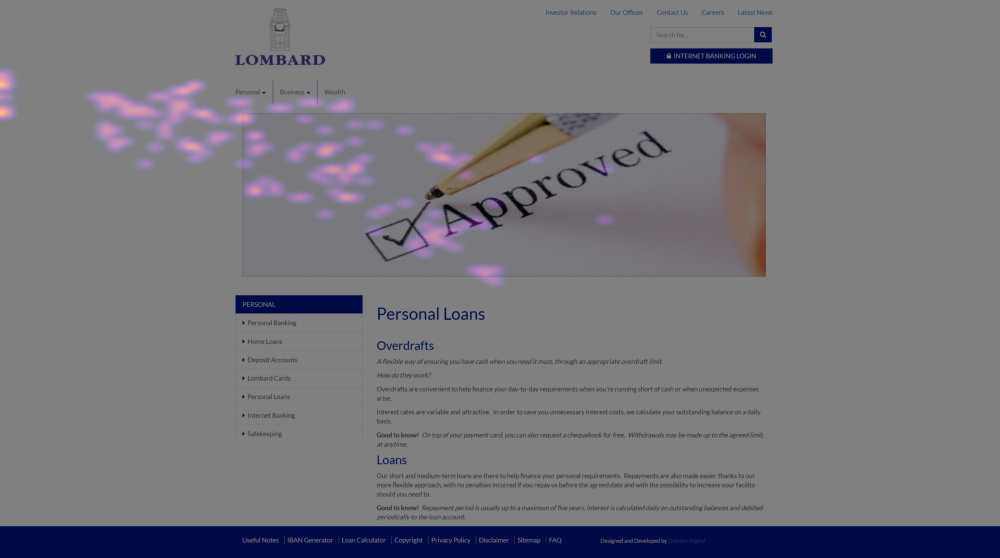 Investor Relations Our Offices Contact Us Careers Latest News
LOMBARD
Search for...
INTERNET BANKING LOGIN
Personal Business Wealth
Approved
PERSONAL
Personal Banking
Home Loans
Deposit Accounts
Lombard Cards
Personal Loans
Internet Banking
Safekeeping
Personal Loans
Overdrafts
A flexible way of ensuring you have cash when you need it most, through an appropriate overdraft limit.
How do they work?
Overdrafts are convenient to help finance your day-to-day requirements when you're running short of cash or when unexpected expenses
arise.
Interest rates are variable and attractive. In order to save you unnecessary interest costs, we calculate your outstanding balance on a daily
basis.
Good to know! On top of your payment card, you can also request a chequebook for free. Withdrawals may be made up to the agreed limit,
at anytime.
Loans
Our short and medium-term loans are there to help finance your personal requirements. Repayments are also made easier thanks to our
more flexible approach, with no penalties incurred if you repay us before the agreed date and with the possibility to increase your facility
should you need to.
Good to know! Repayment period is usually up to a maximum of five years; interest is calculated daily on outstanding balances and debited
periodically to the loan account.
Useful Notes IBAN Generator Loan Calculator Copyright Privacy Policy Disclaimer Sitemap FAQ
Designed and Developed by